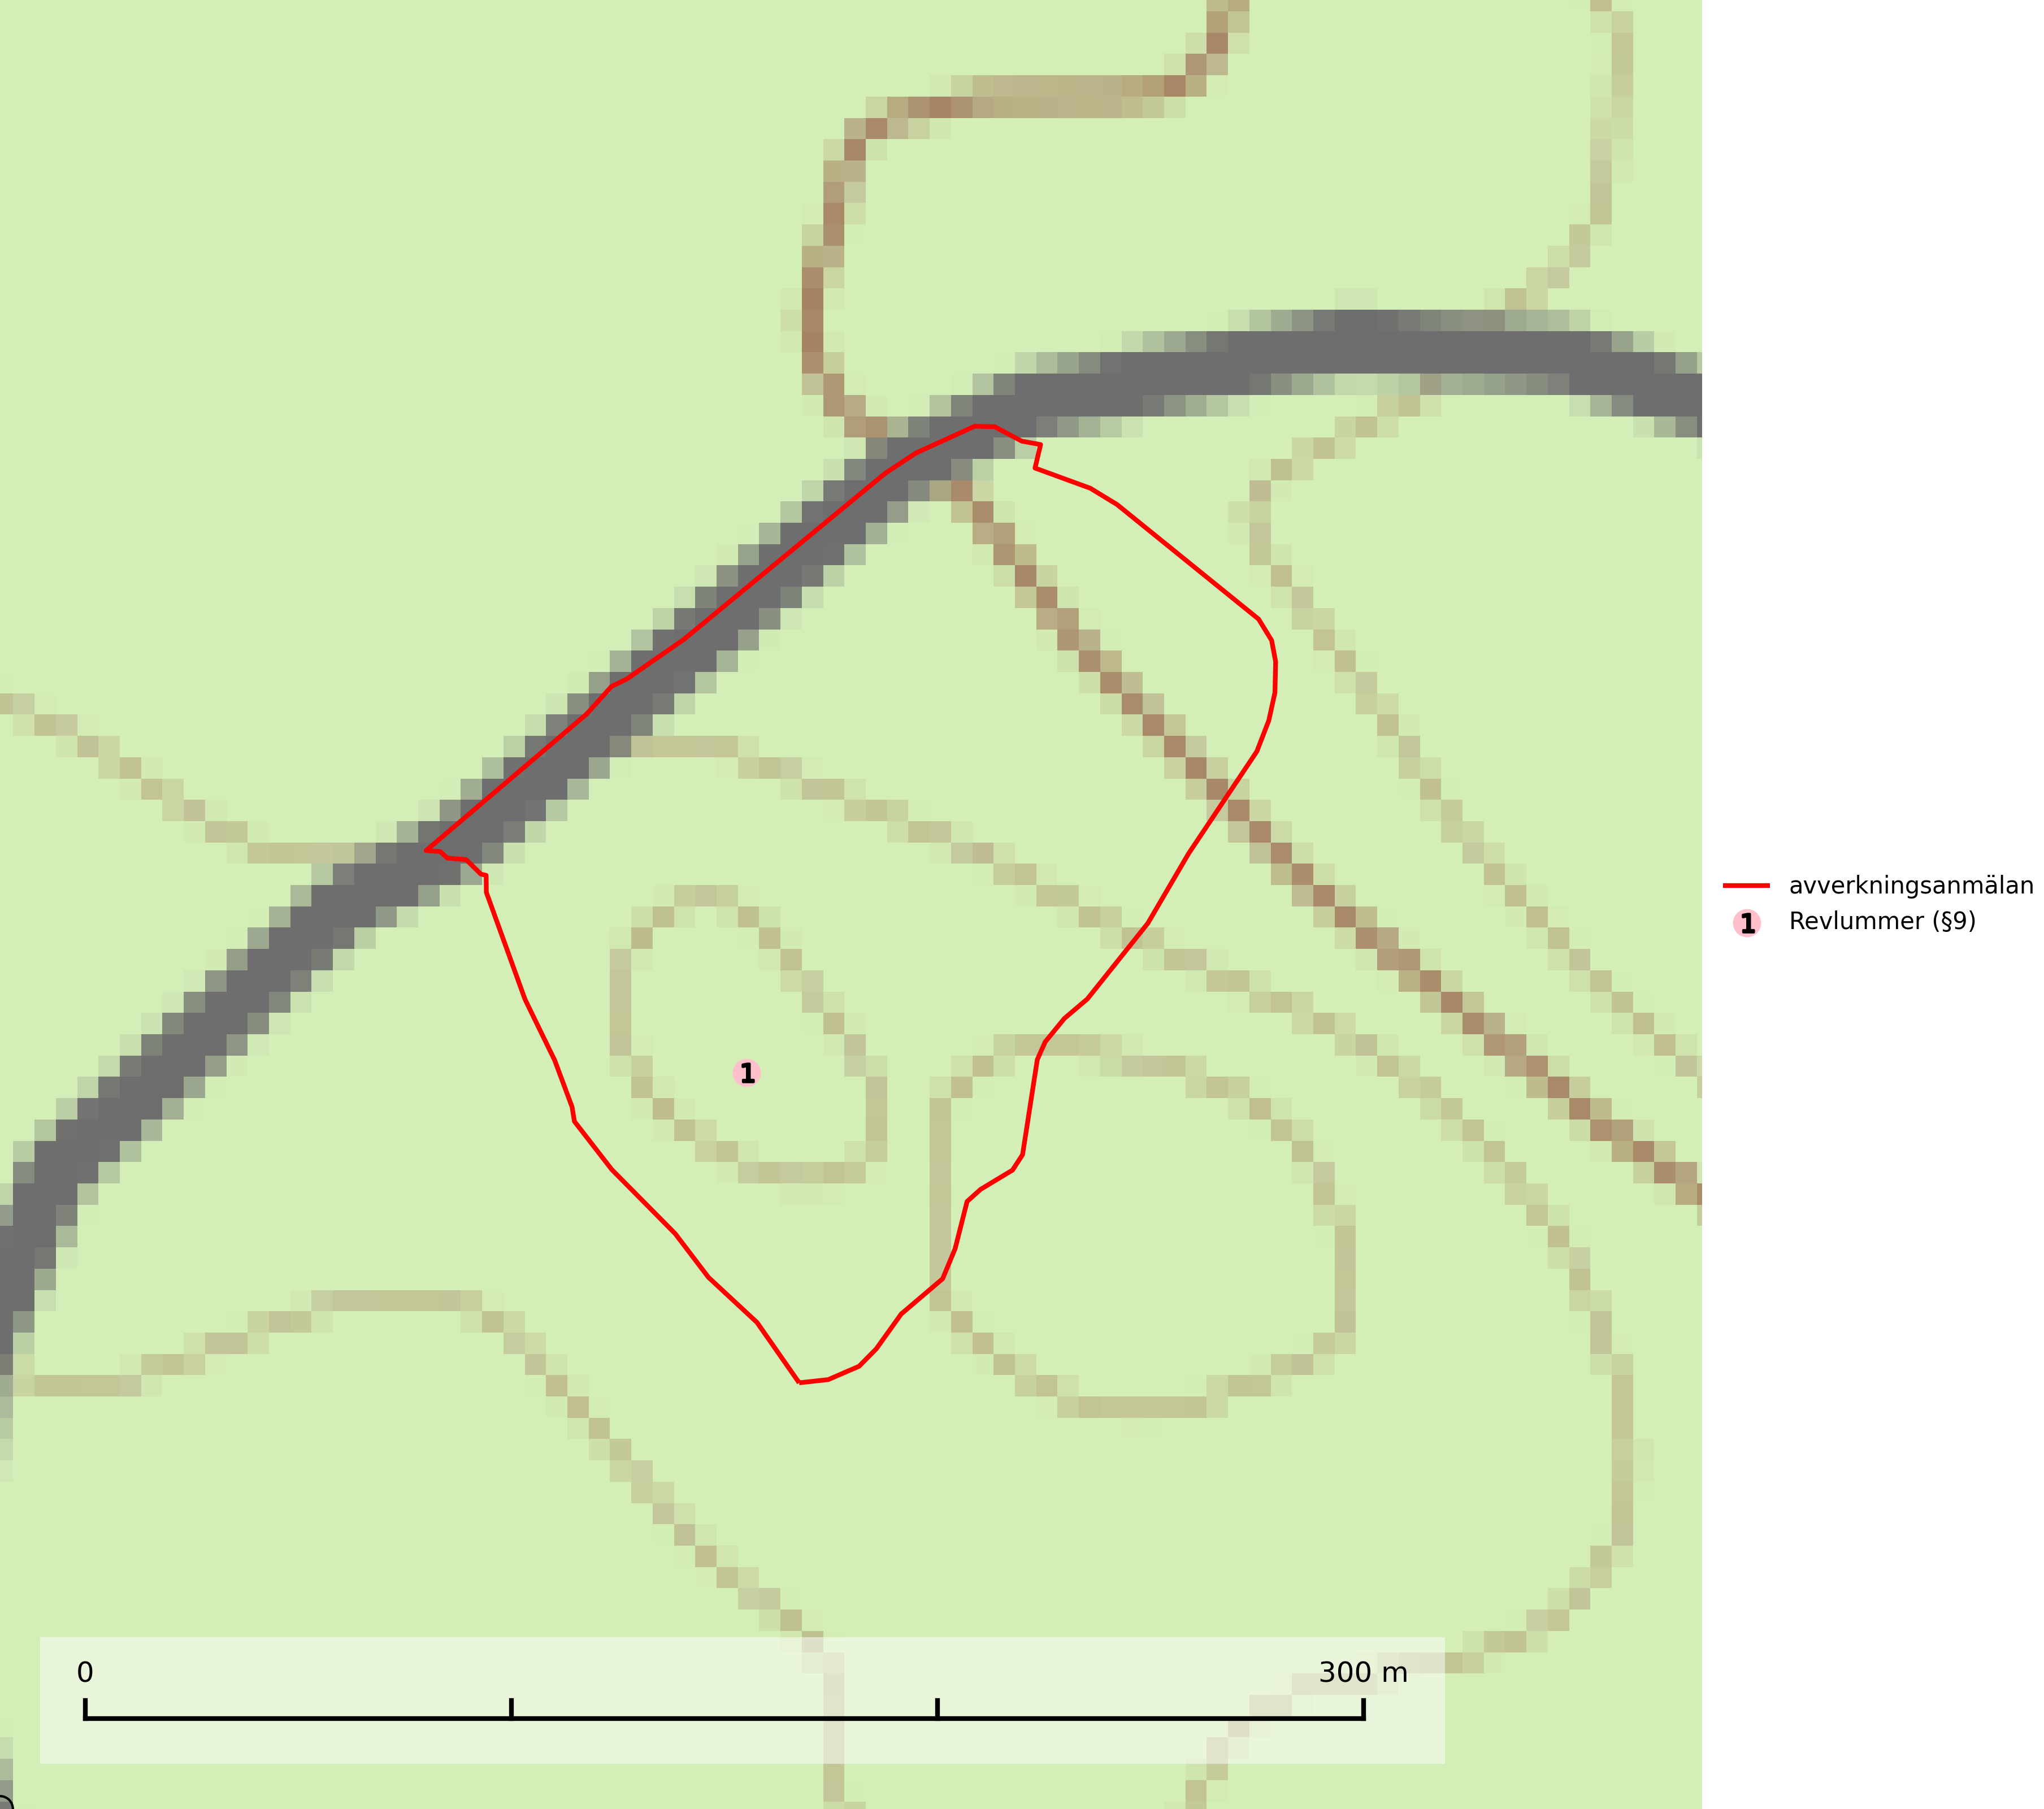 avverkningsanmälan
1 Revlummer (§9)
1
0 300 m